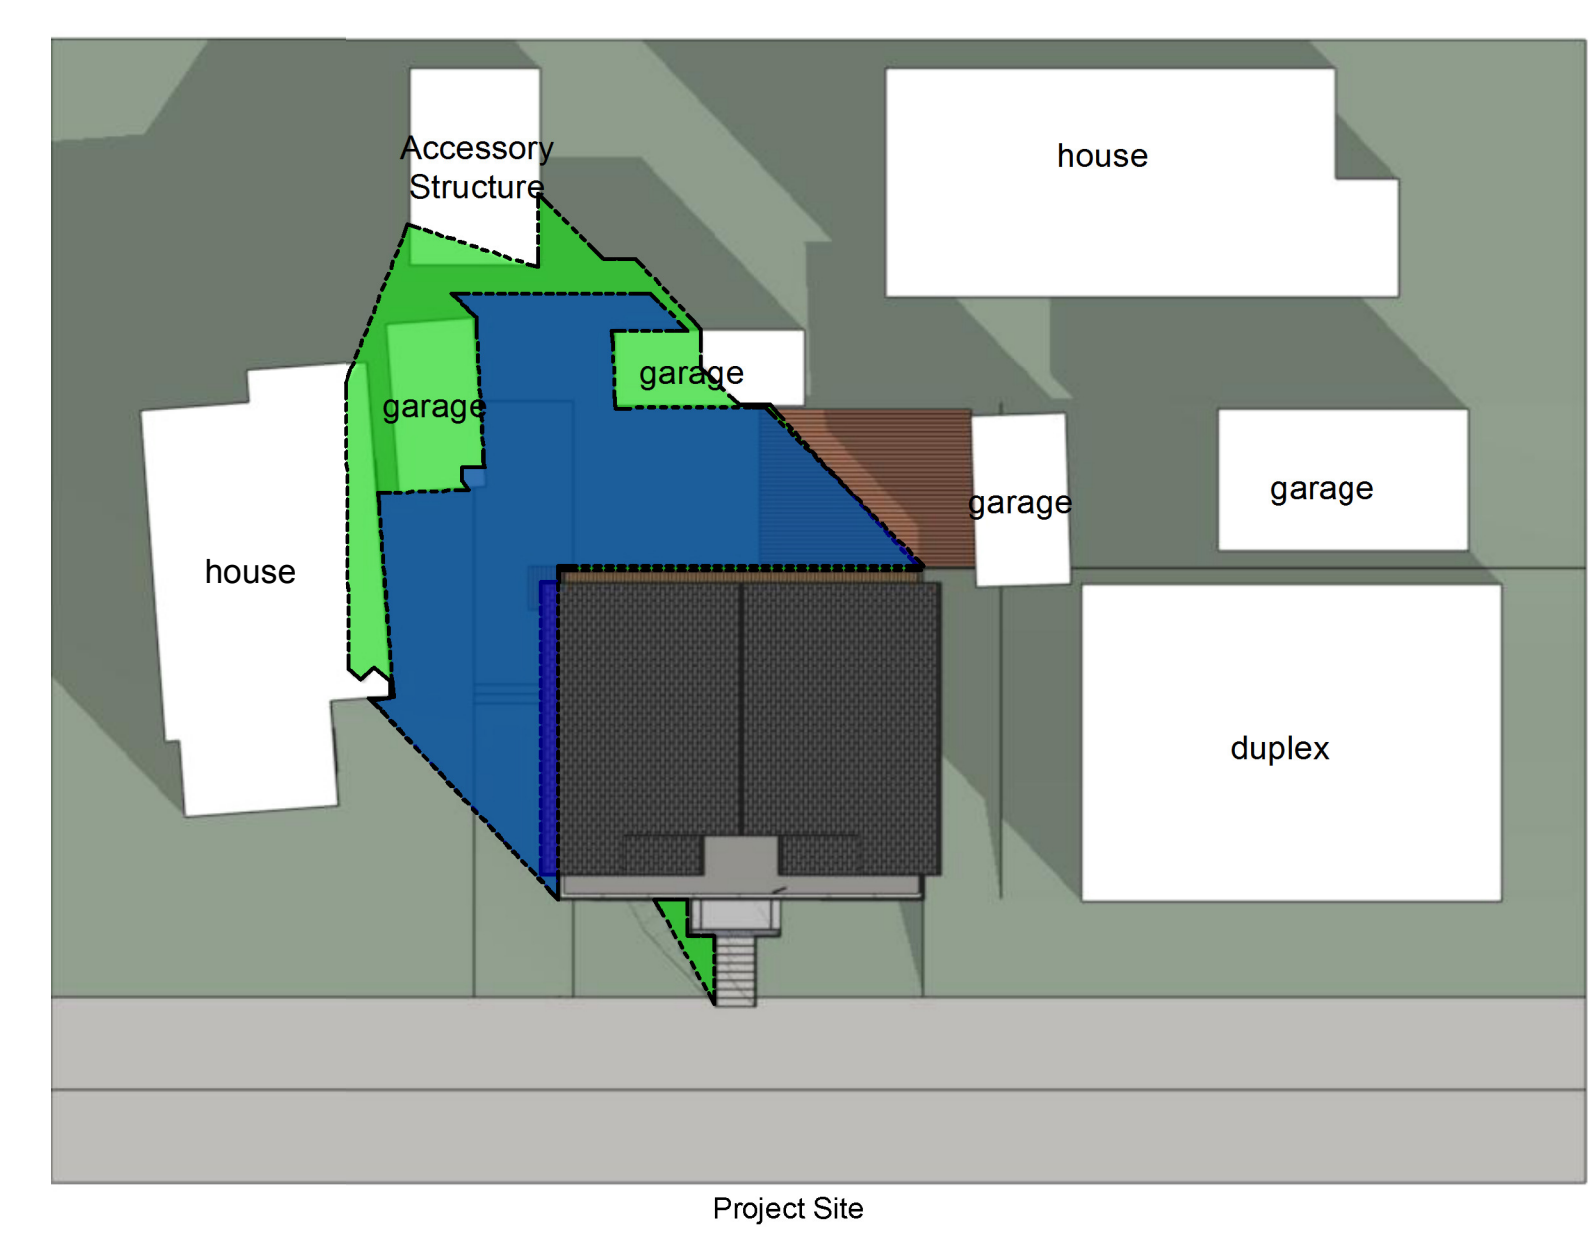 Accessory
Structure
house
garage
garage
garage
garage
house
duplex
Project Site